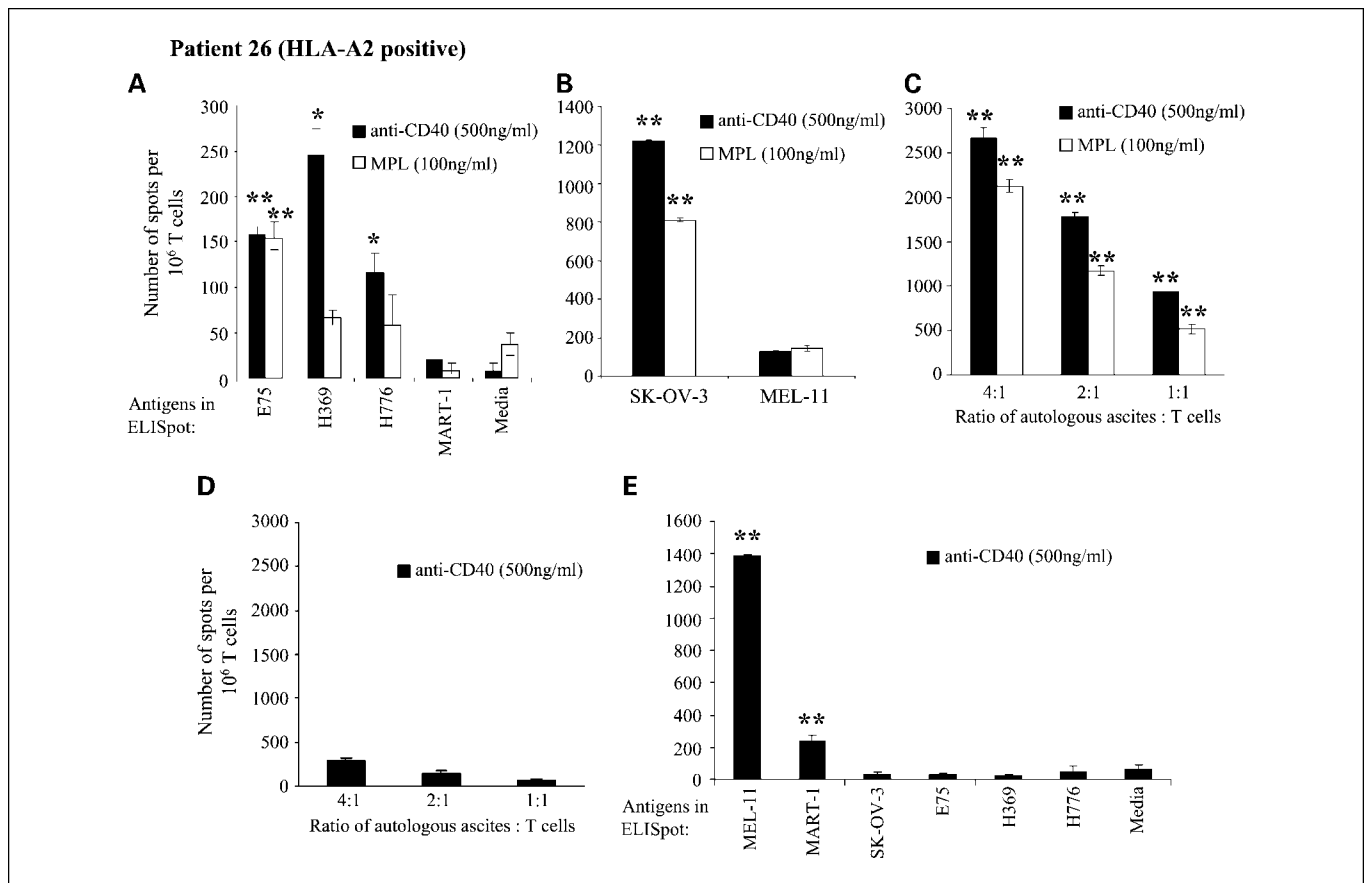 Patient 26 (HLA-A2 positive)
A
Number of spots per
10⁶ T cells
300
250
200
150
100
50
0
** ** * *
anti-CD40 (500ng/ml)
MPL (100ng/ml)
Antigens in
ELISpot:
E75
H369
H776
MART-1
Media
B
1400
1200
1000
800
600
400
200
0
** **
anti-CD40 (500ng/ml)
MPL (100ng/ml)
SK-OV-3 MEL-11
C
3000
2500
2000
1500
1000
500
0
** ** ** ** ** **
anti-CD40 (500ng/ml)
MPL (100ng/ml)
4:1 2:1 1:1
Ratio of autologous ascites : T cells
D
Number of spots per
10⁶ T cells
3000
2500
2000
1500
1000
500
0
anti-CD40 (500ng/ml)
4:1 2:1 1:1
Ratio of autologous ascites : T cells
E
1600
1400
1200
1000
800
600
400
200
0
** **
anti-CD40 (500ng/ml)
Antigens in
ELISpot:
MEL-11
MART-1
SK-OV-3
E75
H369
H776
Media